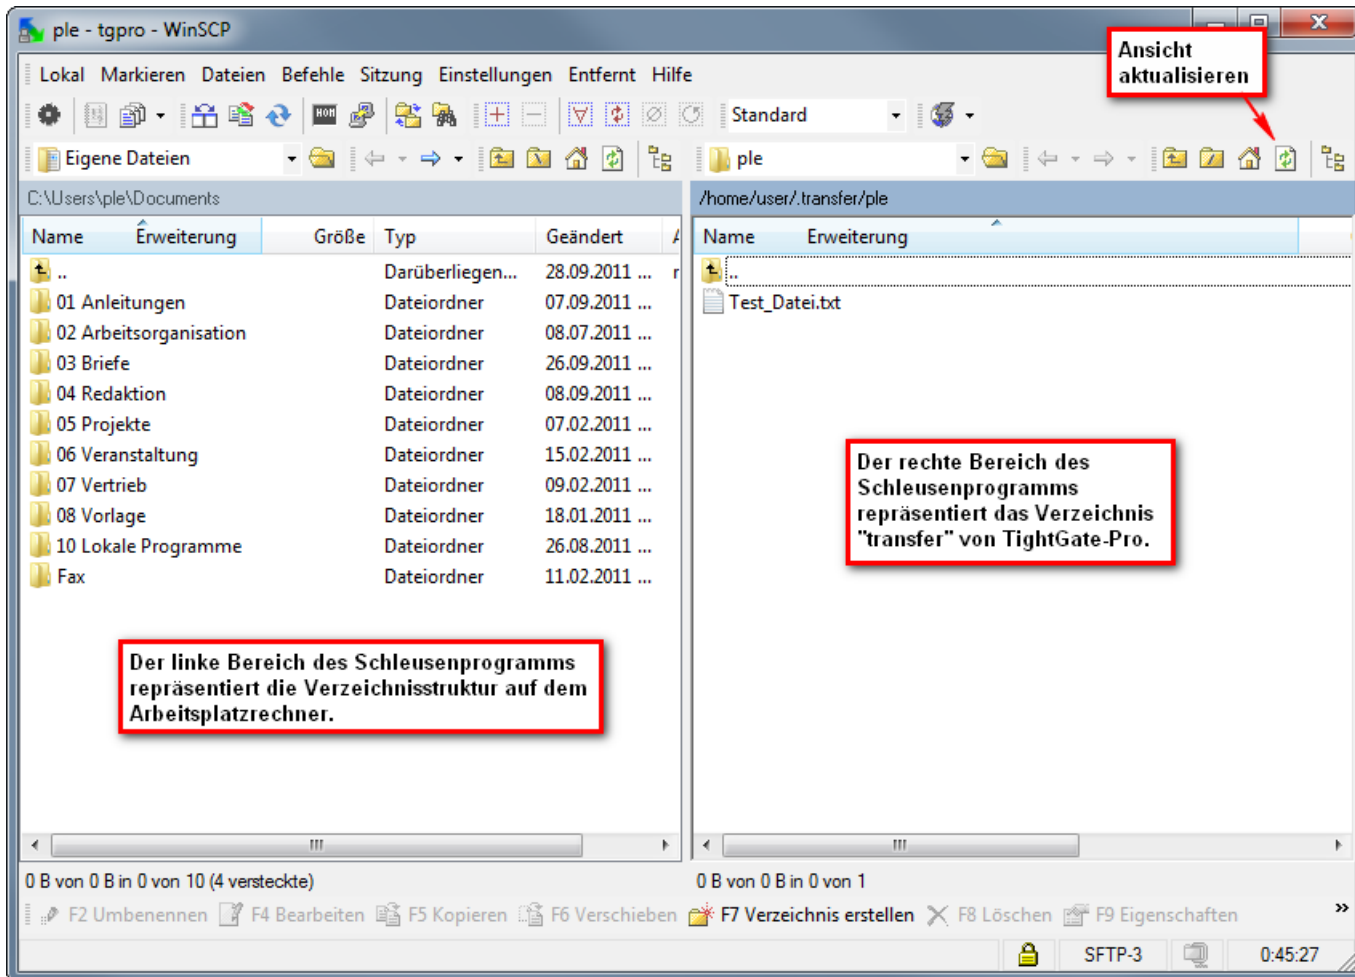 ple - tgpro - WinSCP
Ansicht
aktualisieren
Lokal Markieren Dateien Befehle Sitzung Einstellungen Entfernt Hilfe
Standard
Eigene Dateien
ple
C:\Users\ple\Documents
/home/user/.transfer/ple
Name Erweiterung Größe Typ Geändert
Name Erweiterung
.. Darüberliegen... 28.09.2011 ... r
..
01 Anleitungen Dateiordner 07.09.2011 ...
Test_Datei.txt
02 Arbeitsorganisation Dateiordner 08.07.2011 ...
03 Briefe Dateiordner 26.09.2011 ...
04 Redaktion Dateiordner 08.09.2011 ...
05 Projekte Dateiordner 07.02.2011 ...
06 Veranstaltung Dateiordner 15.02.2011 ...
07 Vertrieb Dateiordner 09.02.2011 ...
08 Vorlage Dateiordner 18.01.2011 ...
10 Lokale Programme Dateiordner 26.08.2011 ...
Fax Dateiordner 11.02.2011 ...
Der rechte Bereich des
Schleusenprogramms
repräsentiert das Verzeichnis
"transfer" von TightGate-Pro.
Der linke Bereich des Schleusenprogramms
repräsentiert die Verzeichnisstruktur auf dem
Arbeitsplatzrechner.
0 B von 0 B in 0 von 10 (4 versteckte)
0 B von 0 B in 0 von 1
F2 Umbenennen F4 Bearbeiten F5 Kopieren F6 Verschieben F7 Verzeichnis erstellen F8 Löschen F9 Eigenschaften »
SFTP-3 0:45:27